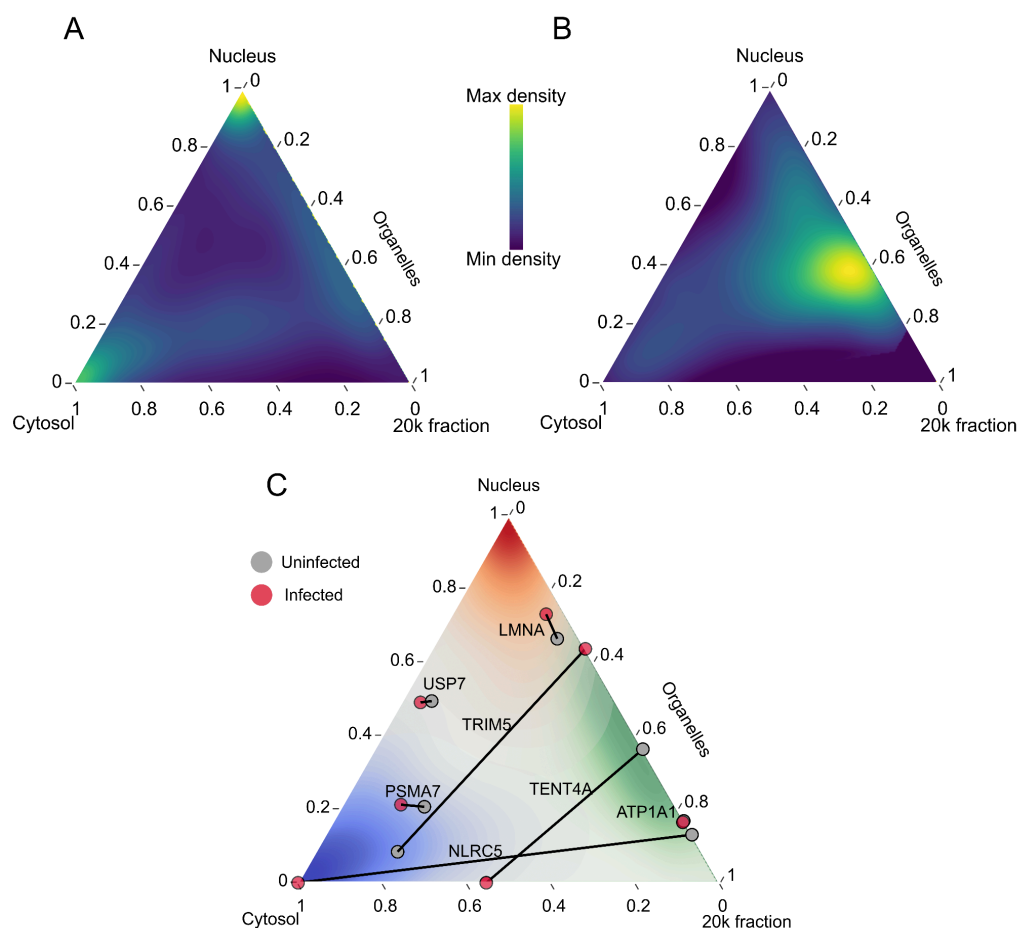 A
B
Nucleus
1
0
0.8
0.2
0.6
0.4
Organelles
0.4
0.6
0.2
0.8
0
1
1
0.8
0.6
0.4
0.2
0
Cytosol
20k fraction
Max density
Min density
Nucleus
1
0
0.8
0.2
0.6
0.4
Organelles
0.4
0.6
0.2
0.8
0
1
1
0.8
0.6
0.4
0.2
0
Cytosol
20k fraction
C
Nucleus
1
0
Uninfected
Infected
0.8
0.2
LMNA
0.6
0.4
USP7
Organelles
TRIM5
0.4
0.6
PSMA7
TENT4A
0.2
ATP1A1
0.8
NLRC5
0
1
1
0.8
0.6
0.4
0.2
0
Cytosol
20k fraction